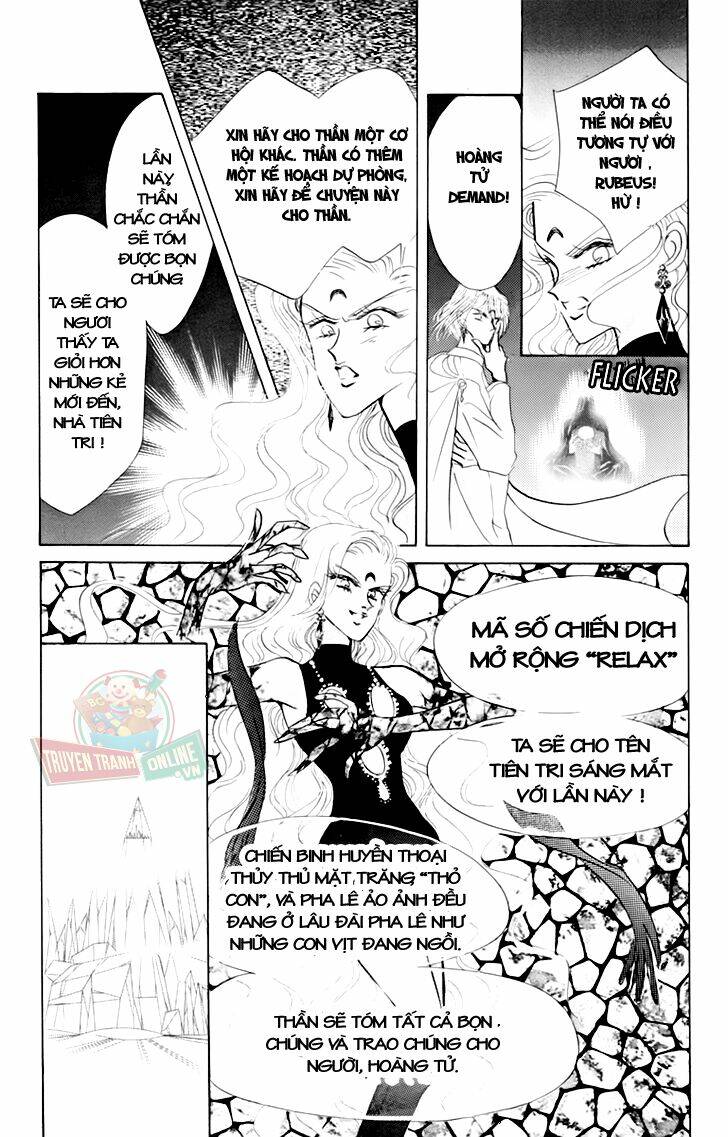 NGƯỜI TA CÓ
THỂ NÓI ĐIỀU
TƯƠNG TỰ VỚI
NGƯƠI ,
RUBEUS!
HỪ !
HOÀNG
TỬ
DEMAND!
FLICKER
XIN HÃY CHO THẦN MỘT CƠ
HỘI KHÁC. THẦN CÓ THÊM
MỘT KẾ HOẠCH DỰ PHÒNG,
XIN HÃY ĐỂ CHUYỆN NÀY
CHO THẦN.
LẦN
NÀY,
THẦN
CHẮC CHẮN
SẼ TÓM
ĐƯỢC BỌN
CHÚNG
TA SẼ CHO
NGƯƠI
THẤY TA
GIỎI HƠN
NHỮNG KẺ
MỚI ĐẾN,
NHÀ TIÊN
TRI !
MÃ SỐ CHIẾN DỊCH
MỞ RỘNG “RELAX”
TA SẼ CHO TÊN
TIÊN TRI SÁNG MẮT
VỚI LẦN NÀY !
CHIẾN BINH HUYỀN THOẠI
THỦY THỦ MẶT TRĂNG, “THỎ
CON”, VÀ PHA LÊ ẢO ẢNH ĐỀU
ĐANG Ở LÂU ĐÀI PHA LÊ NHƯ
NHỮNG CON VỊT ĐANG NGỒI.
THẦN SẼ TÓM TẤT CẢ BỌN
CHÚNG VÀ TRAO CHÚNG CHO
NGƯỜI, HOÀNG TỬ.
BG
TRUYEN TRANH ONLINE
.VN